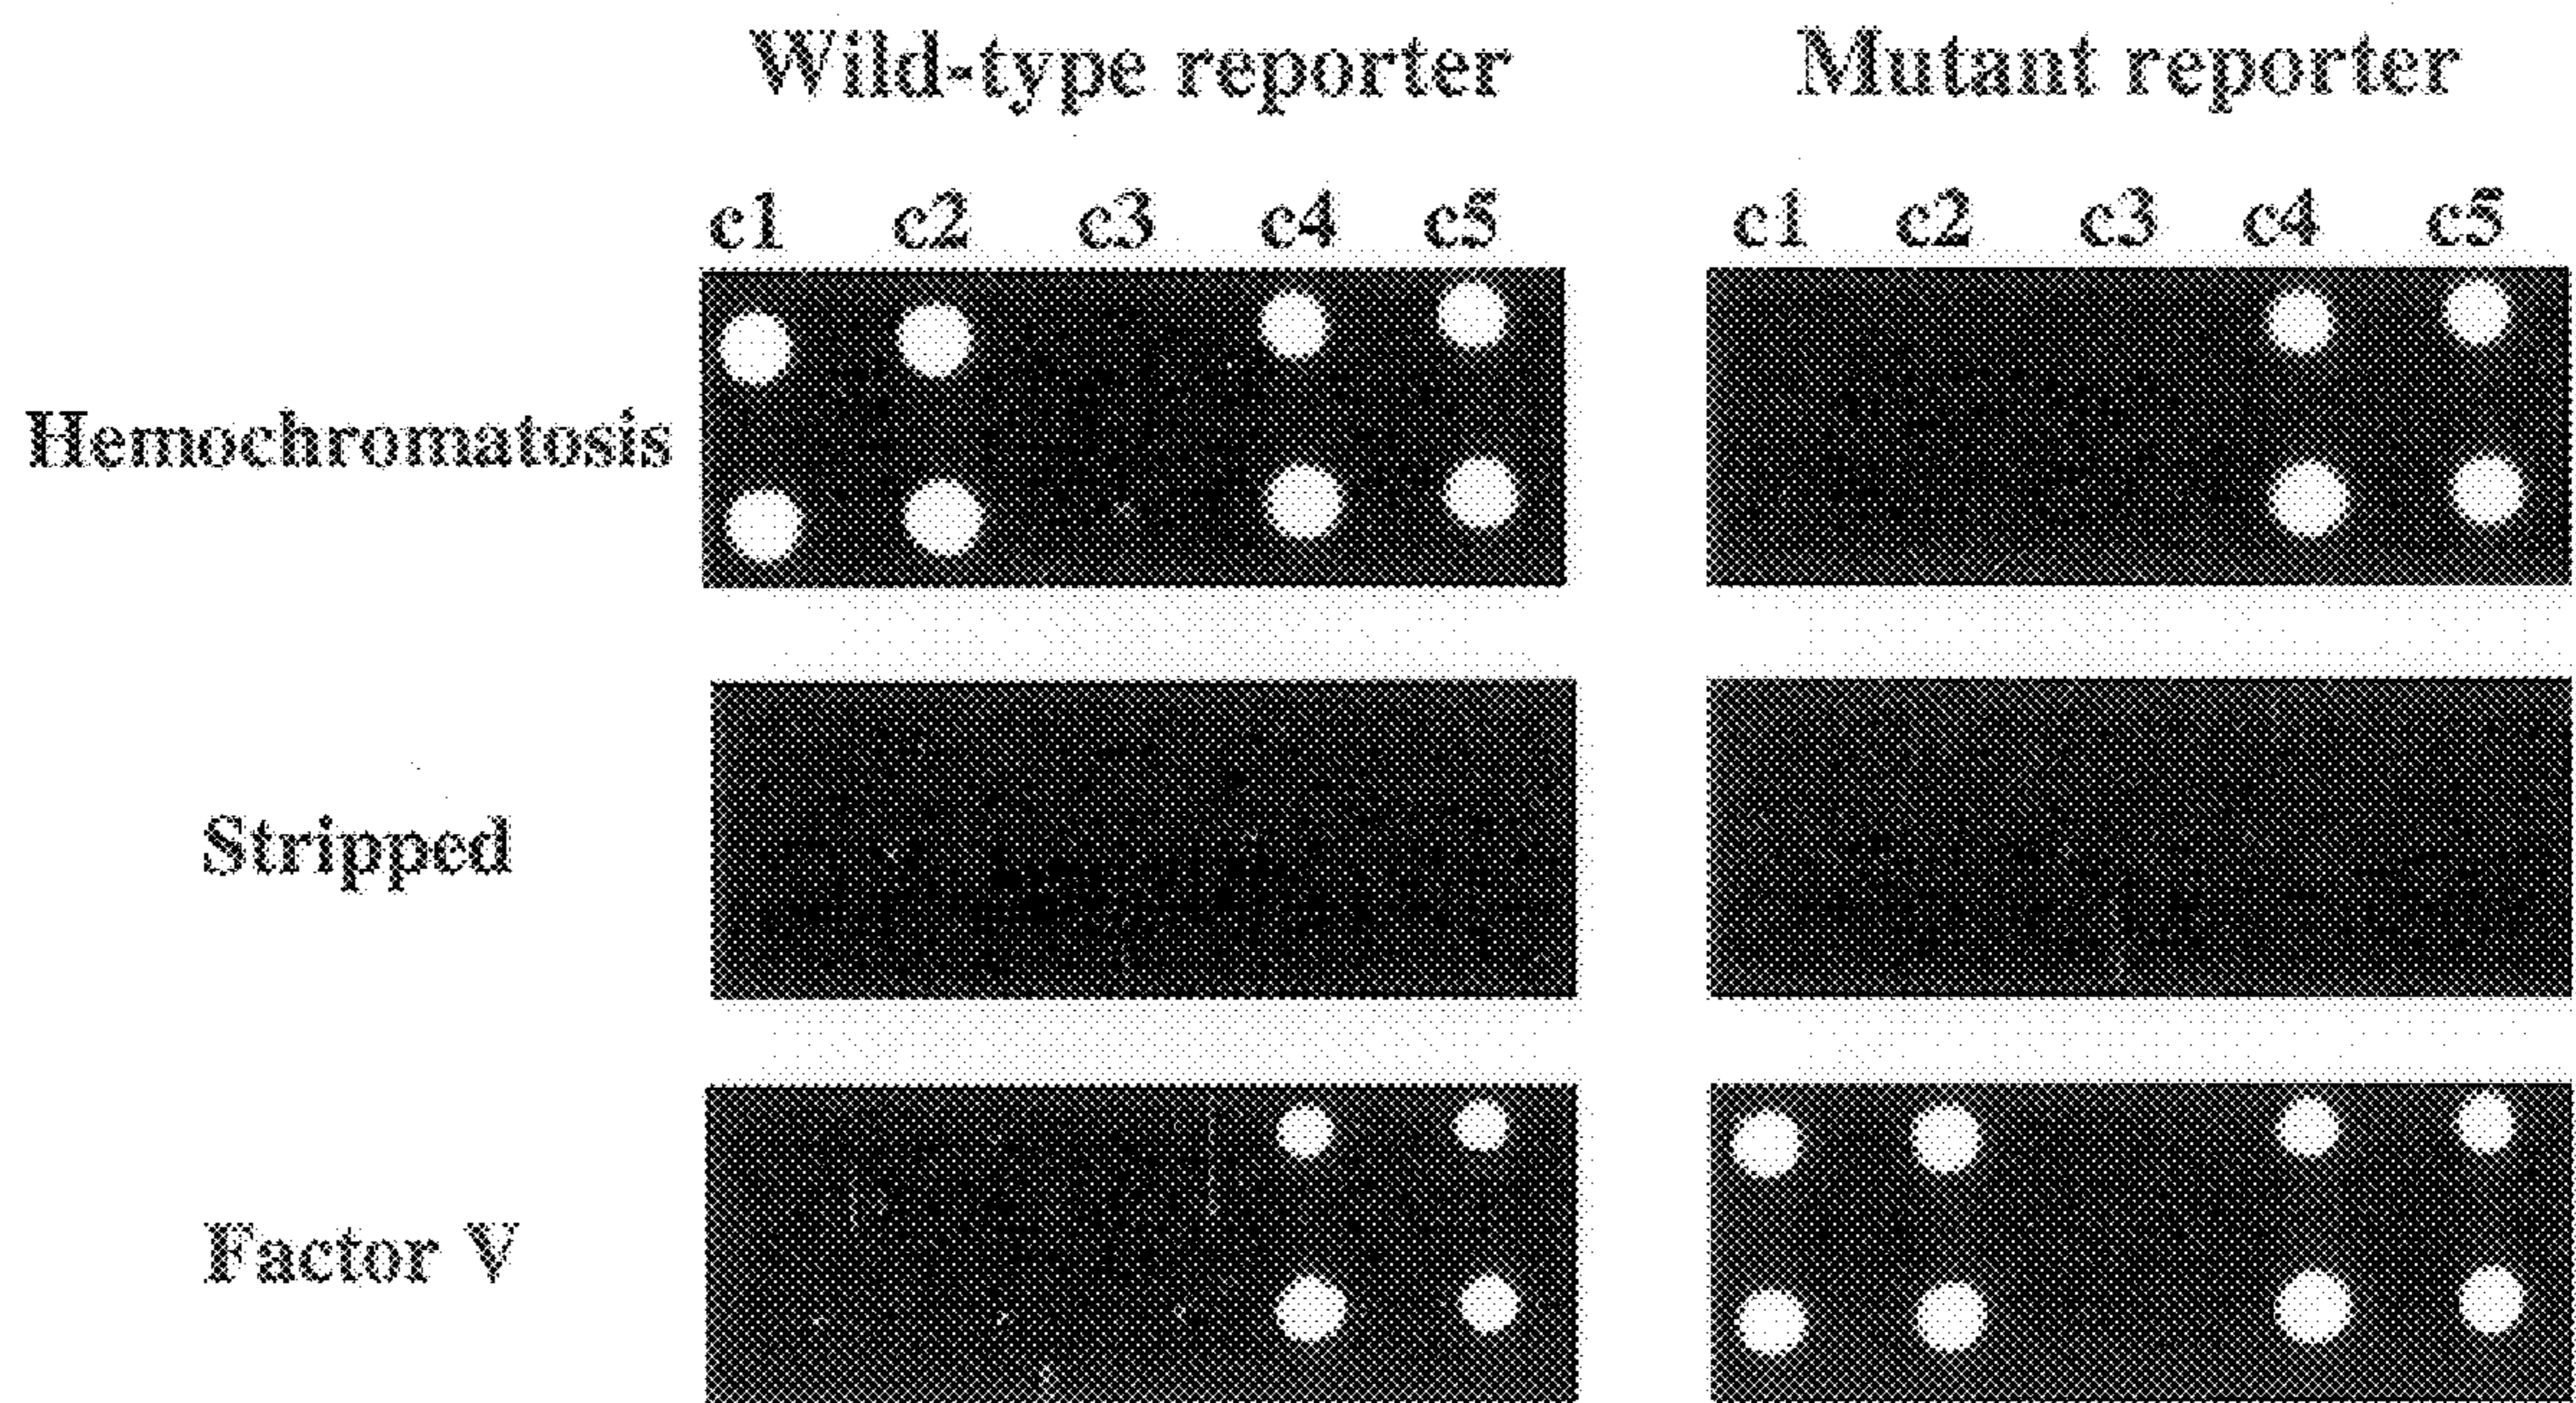 Wild-type reporter Mutant reporter
c1 c2 c3 c4 c5 c1 c2 c3 c4 c5
Hemochromatosis
Stripped
Factor V